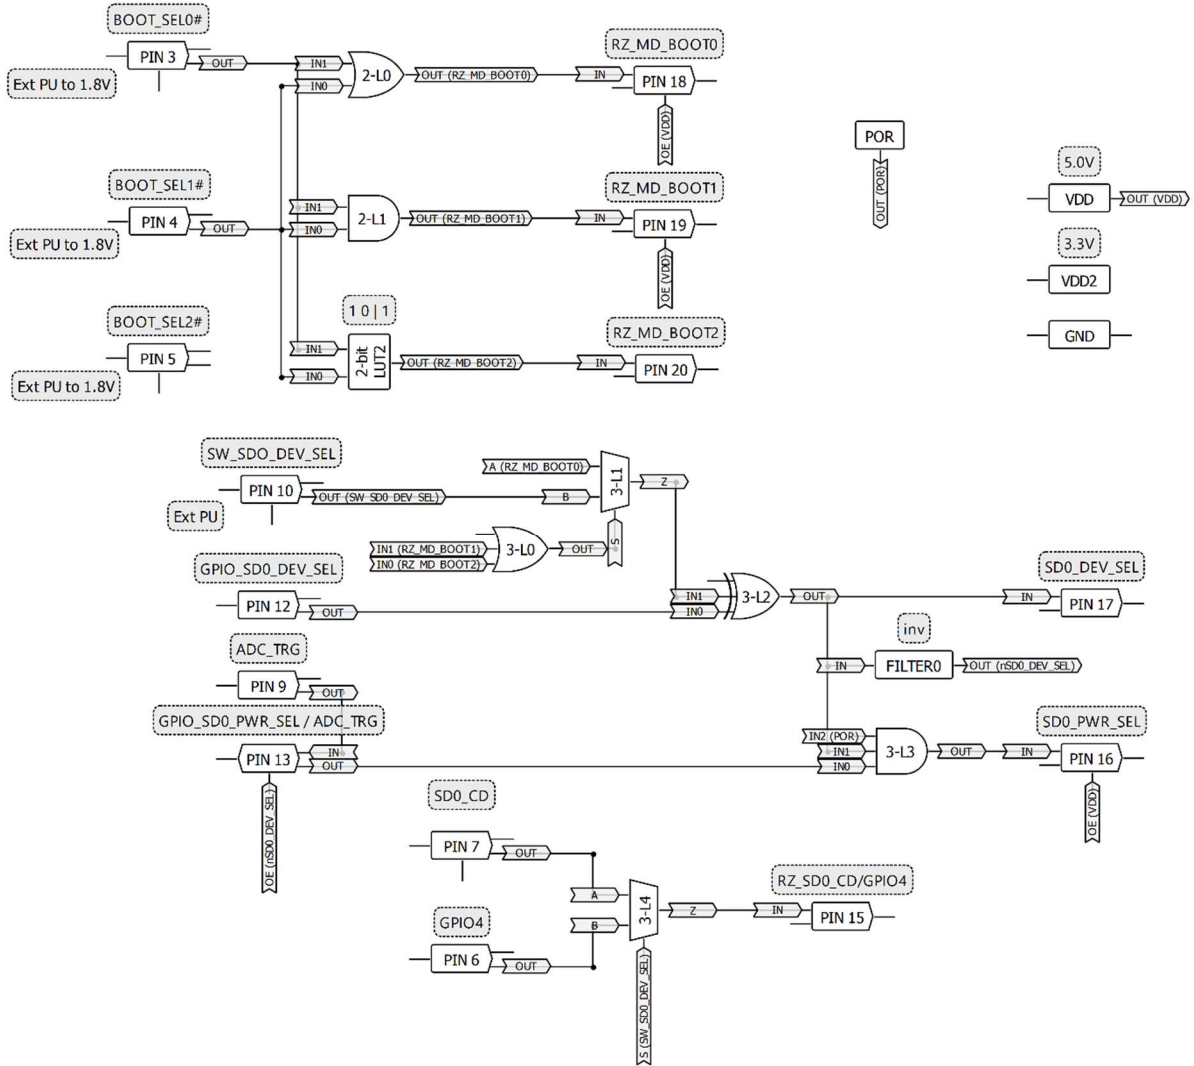 BOOT_SEL0#
PIN 3
OUT
Ext PU to 1.8V
IN1
IN0
2-L0
OUT (RZ_MD_BOOT0)
IN
RZ_MD_BOOT0
PIN 18
OE (VDD)
POR
OUT (POR)
5.0V
VDD
OUT (VDD)
3.3V
VDD2
GND
BOOT_SEL1#
PIN 4
OUT
Ext PU to 1.8V
IN1
IN0
2-L1
OUT (RZ_MD_BOOT1)
IN
RZ_MD_BOOT1
PIN 19
OE (VDD)
BOOT_SEL2#
PIN 5
Ext PU to 1.8V
1 0 | 1
IN1
IN0
2-bit
LUT2
OUT (RZ_MD_BOOT2)
IN
RZ_MD_BOOT2
PIN 20
SW_SDO_DEV_SEL
PIN 10
OUT (SW_SD0_DEV_SEL)
Ext PU
A (RZ_MD_BOOT0)
B
3-L1
Z
S
IN1 (RZ_MD_BOOT1)
IN0 (RZ_MD_BOOT2)
3-L0
OUT
GPIO_SD0_DEV_SEL
PIN 12
OUT
IN1
IN0
3-L2
OUT
IN
SD0_DEV_SEL
PIN 17
inv
IN
FILTER0
OUT (nSD0_DEV_SEL)
ADC_TRG
PIN 9
OUT
GPIO_SD0_PWR_SEL / ADC_TRG
PIN 13
IN
OUT
OE (nSD0_DEV_SEL)
IN2 (POR)
IN1
IN0
3-L3
OUT
IN
SD0_PWR_SEL
PIN 16
OE (VDD)
SD0_CD
PIN 7
OUT
A
B
3-L4
Z
IN
RZ_SD0_CD/GPIO4
PIN 15
GPIO4
PIN 6
OUT
S (SW_SD0_DEV_SEL)